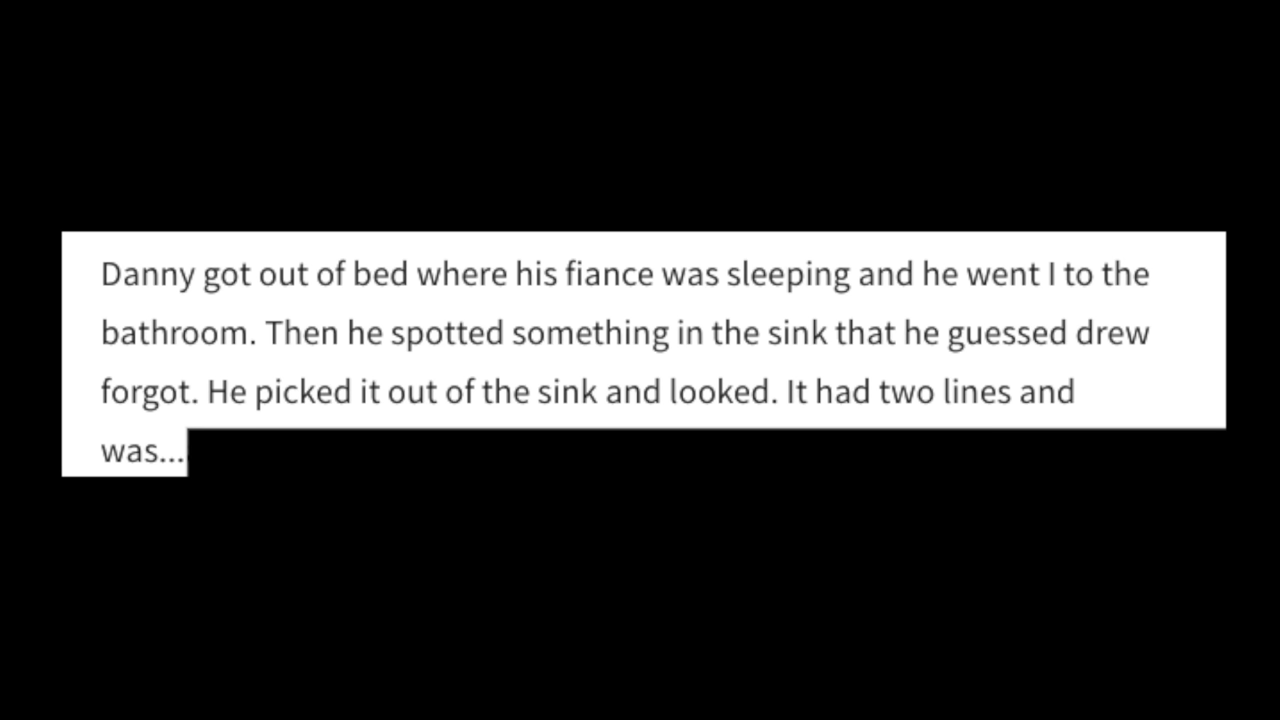 Danny got out of bed where his fiance was sleeping and he went I to the
bathroom. Then he spotted something in the sink that he guessed drew
forgot. He picked it out of the sink and looked. It had two lines and
was...